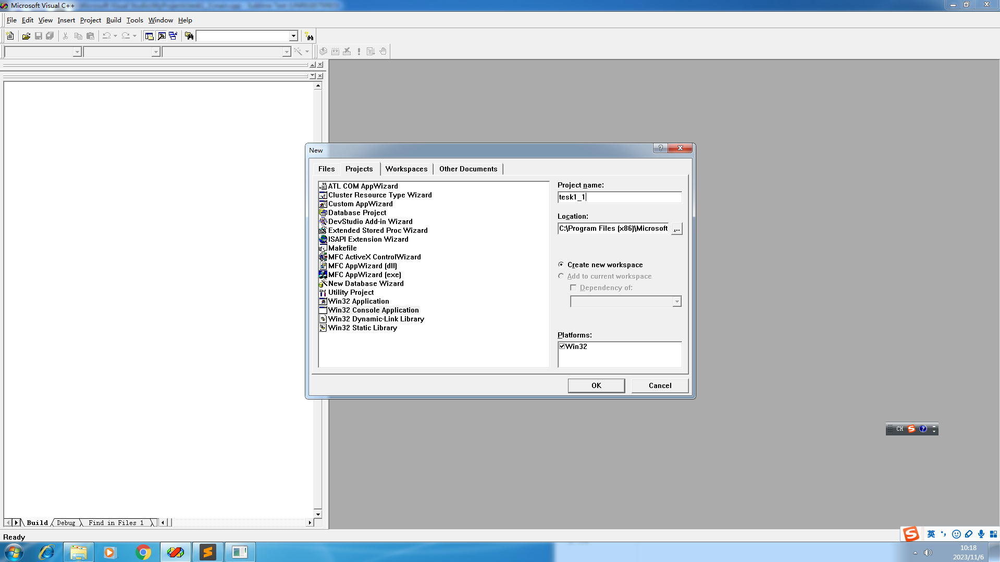 Microsoft Visual C++
File Edit View Insert Project Build Tools Window Help
New
Files Projects Workspaces Other Documents
ATL COM AppWizard
Cluster Resource Type Wizard
Custom AppWizard
Database Project
DevStudio Add-in Wizard
Extended Stored Proc Wizard
ISAPI Extension Wizard
Makefile
MFC ActiveX ControlWizard
MFC AppWizard (dll)
MFC AppWizard (exe)
New Database Wizard
Utility Project
Win32 Application
Win32 Console Application
Win32 Dynamic-Link Library
Win32 Static Library
Project name:
tesk1_1
Location:
C:\Program Files (x86)\Microsoft
...
Create new workspace
Add to current workspace
Dependency of:
Platforms:
Win32
OK Cancel
CH
Build Debug Find in Files 1
Ready
英
10:18
2023/11/6